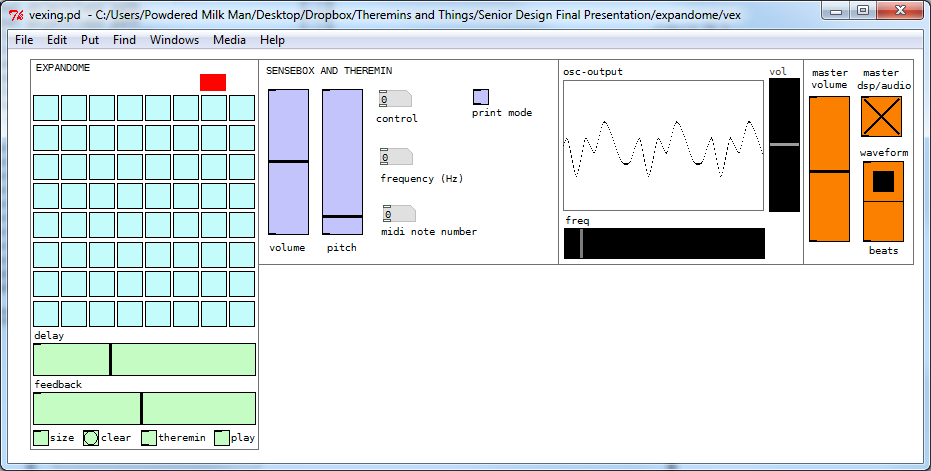 vexing.pd - C:/Users/Powdered Milk Man/Desktop/Dropbox/Theremins and Things/Senior Design Final Presentation/expandome/vex
File Edit Put Find Windows Media Help
EXPANDOME
delay
feedback
size clear theremin play
SENSEBOX AND THEREMIN
volume
pitch
0
control
0
frequency (Hz)
0
midi note number
print mode
osc-output
vol
freq
master
volume
master
dsp/audio
waveform
beats